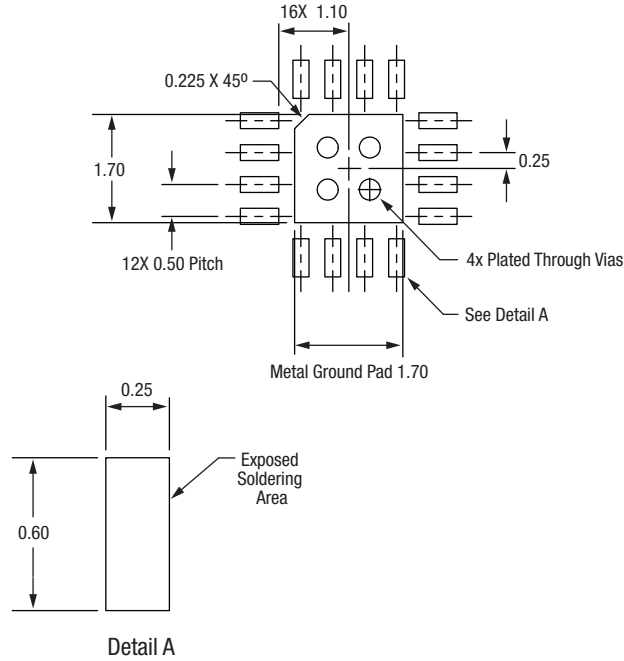 16X 1.10
0.225 X 45º
1.70
0.25
12X 0.50 Pitch
4x Plated Through Vias
See Detail A
Metal Ground Pad 1.70
0.25
Exposed
Soldering
Area
0.60
Detail A